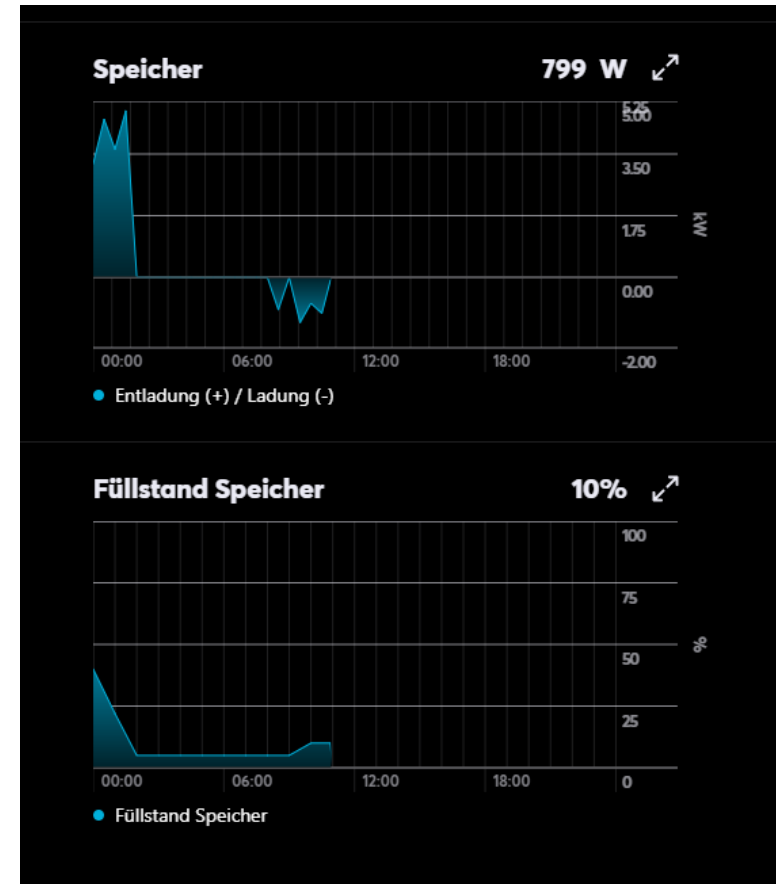 Speicher 799 W
5.25
5.00
3.50
1.75
kW
0.00
-2.00
00:00 06:00 12:00 18:00
Entladung (+) / Ladung (-)
Füllstand Speicher 10%
100
75
%
50
25
0
00:00 06:00 12:00 18:00
Füllstand Speicher